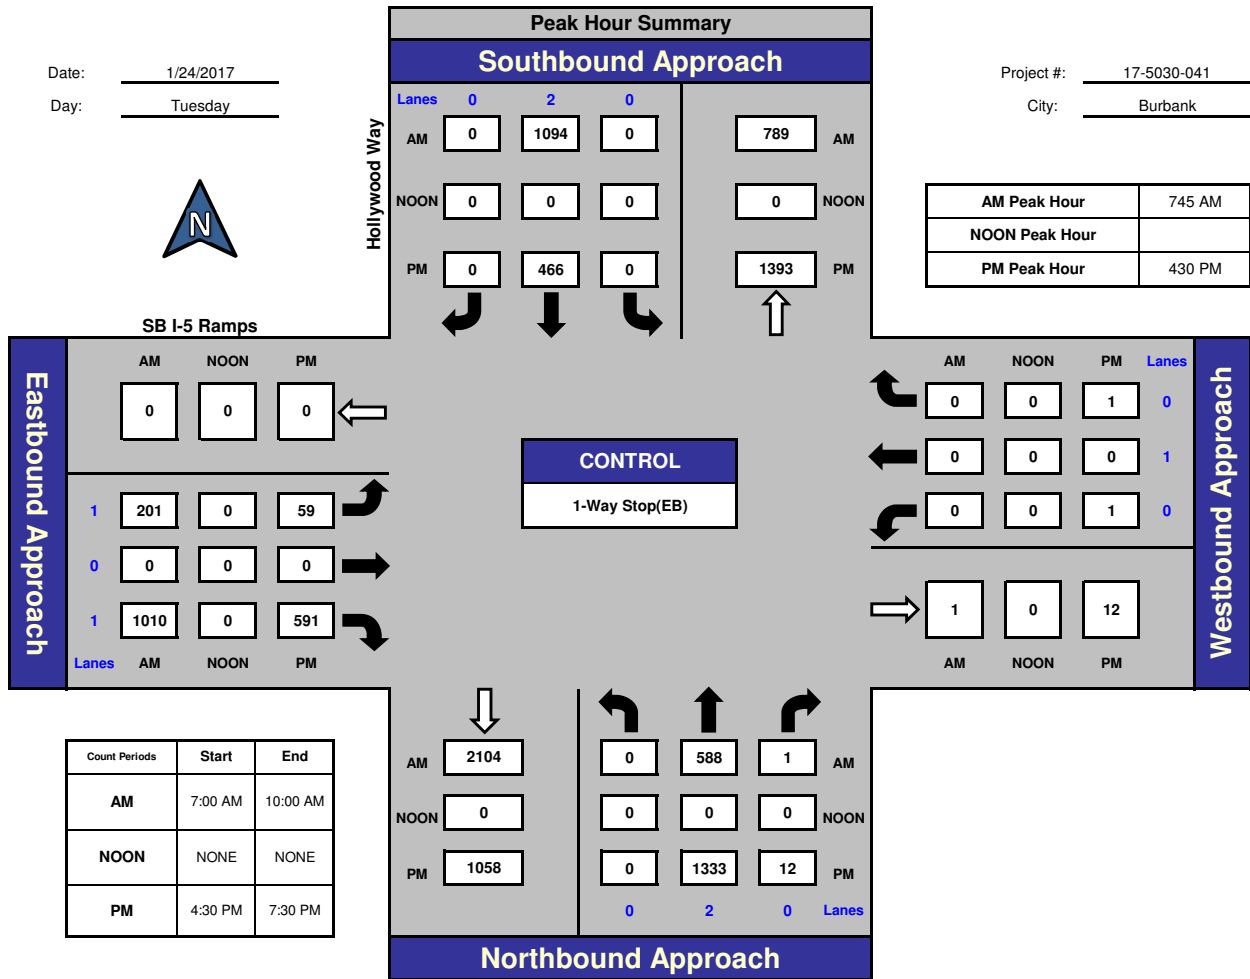 Peak Hour Summary
Southbound Approach
Date: 1/24/2017
Day: Tuesday
Project #: 17-5030-041
City: Burbank
N
Hollywood Way
Lanes 0 2 0
AM 0 1094 0 789 AM
NOON 0 0 0 0 NOON
PM 0 466 0 1393 PM
AM Peak Hour 745 AM
NOON Peak Hour
PM Peak Hour 430 PM
SB I-5 Ramps
Eastbound Approach
AM NOON PM
0 0 0
1 201 0 59
0 0 0 0
1 1010 0 591
Lanes AM NOON PM
CONTROL
1-Way Stop(EB)
AM NOON PM Lanes
0 0 1 0
0 0 0 1
0 0 1 0
1 0 12
AM NOON PM
Westbound Approach
Count Periods Start End
AM 7:00 AM 10:00 AM
NOON NONE NONE
PM 4:30 PM 7:30 PM
AM 2104 0 588 1 AM
NOON 0 0 0 0 NOON
PM 1058 0 1333 12 PM
0 2 0 Lanes
Northbound Approach